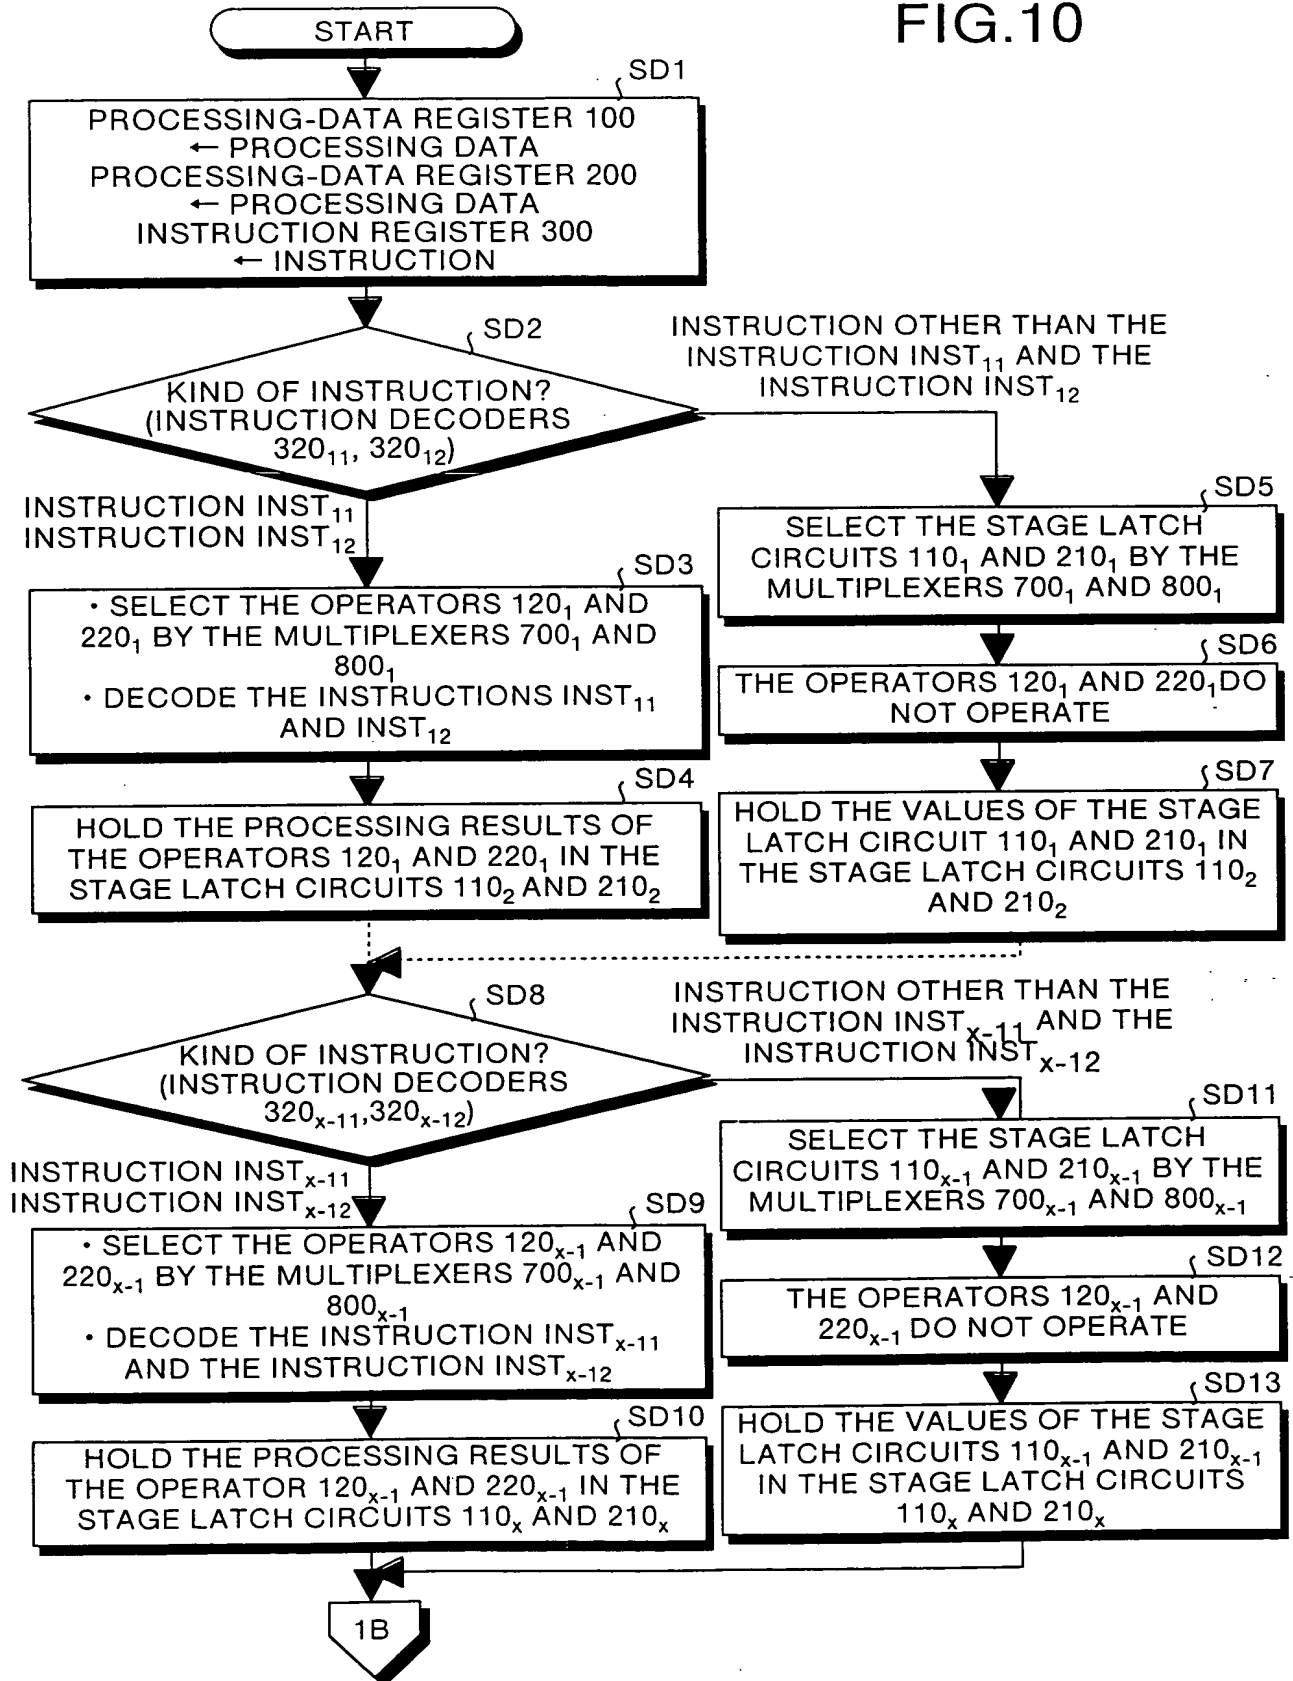 FIG.10
START
SD1
PROCESSING-DATA REGISTER 100
← PROCESSING DATA
PROCESSING-DATA REGISTER 200
← PROCESSING DATA
INSTRUCTION REGISTER 300
← INSTRUCTION
SD2
KIND OF INSTRUCTION?
(INSTRUCTION DECODERS
320₁₁, 320₁₂)
INSTRUCTION OTHER THAN THE
INSTRUCTION INST₁₁ AND THE
INSTRUCTION INST₁₂
INSTRUCTION INST₁₁
INSTRUCTION INST₁₂
SD3
· SELECT THE OPERATORS 120₁ AND
220₁ BY THE MULTIPLEXERS 700₁ AND
800₁
· DECODE THE INSTRUCTIONS INST₁₁
AND INST₁₂
SD4
HOLD THE PROCESSING RESULTS OF
THE OPERATORS 120₁ AND 220₁ IN THE
STAGE LATCH CIRCUITS 110₂ AND 210₂
SD5
SELECT THE STAGE LATCH
CIRCUITS 110₁ AND 210₁ BY THE
MULTIPLEXERS 700₁ AND 800₁
SD6
THE OPERATORS 120₁ AND 220₁DO
NOT OPERATE
SD7
HOLD THE VALUES OF THE STAGE
LATCH CIRCUIT 110₁ AND 210₁ IN
THE STAGE LATCH CIRCUITS 110₂
AND 210₂
SD8
KIND OF INSTRUCTION?
(INSTRUCTION DECODERS
320ₓ₋₁₁,320ₓ₋₁₂)
INSTRUCTION OTHER THAN THE
INSTRUCTION INSTₓ₋₁₁ AND THE
INSTRUCTION INSTₓ₋₁₂
INSTRUCTION INSTₓ₋₁₁
INSTRUCTION INSTₓ₋₁₂
SD9
· SELECT THE OPERATORS 120ₓ₋₁ AND
220ₓ₋₁ BY THE MULTIPLEXERS 700ₓ₋₁ AND
800ₓ₋₁
· DECODE THE INSTRUCTION INSTₓ₋₁₁
AND THE INSTRUCTION INSTₓ₋₁₂
SD10
HOLD THE PROCESSING RESULTS OF
THE OPERATOR 120ₓ₋₁ AND 220ₓ₋₁ IN THE
STAGE LATCH CIRCUITS 110ₓ AND 210ₓ
SD11
SELECT THE STAGE LATCH
CIRCUITS 110ₓ₋₁ AND 210ₓ₋₁ BY THE
MULTIPLEXERS 700ₓ₋₁ AND 800ₓ₋₁
SD12
THE OPERATORS 120ₓ₋₁ AND
220ₓ₋₁ DO NOT OPERATE
SD13
HOLD THE VALUES OF THE STAGE
LATCH CIRCUITS 110ₓ₋₁ AND 210ₓ₋₁
IN THE STAGE LATCH CIRCUITS
110ₓ AND 210ₓ
1B